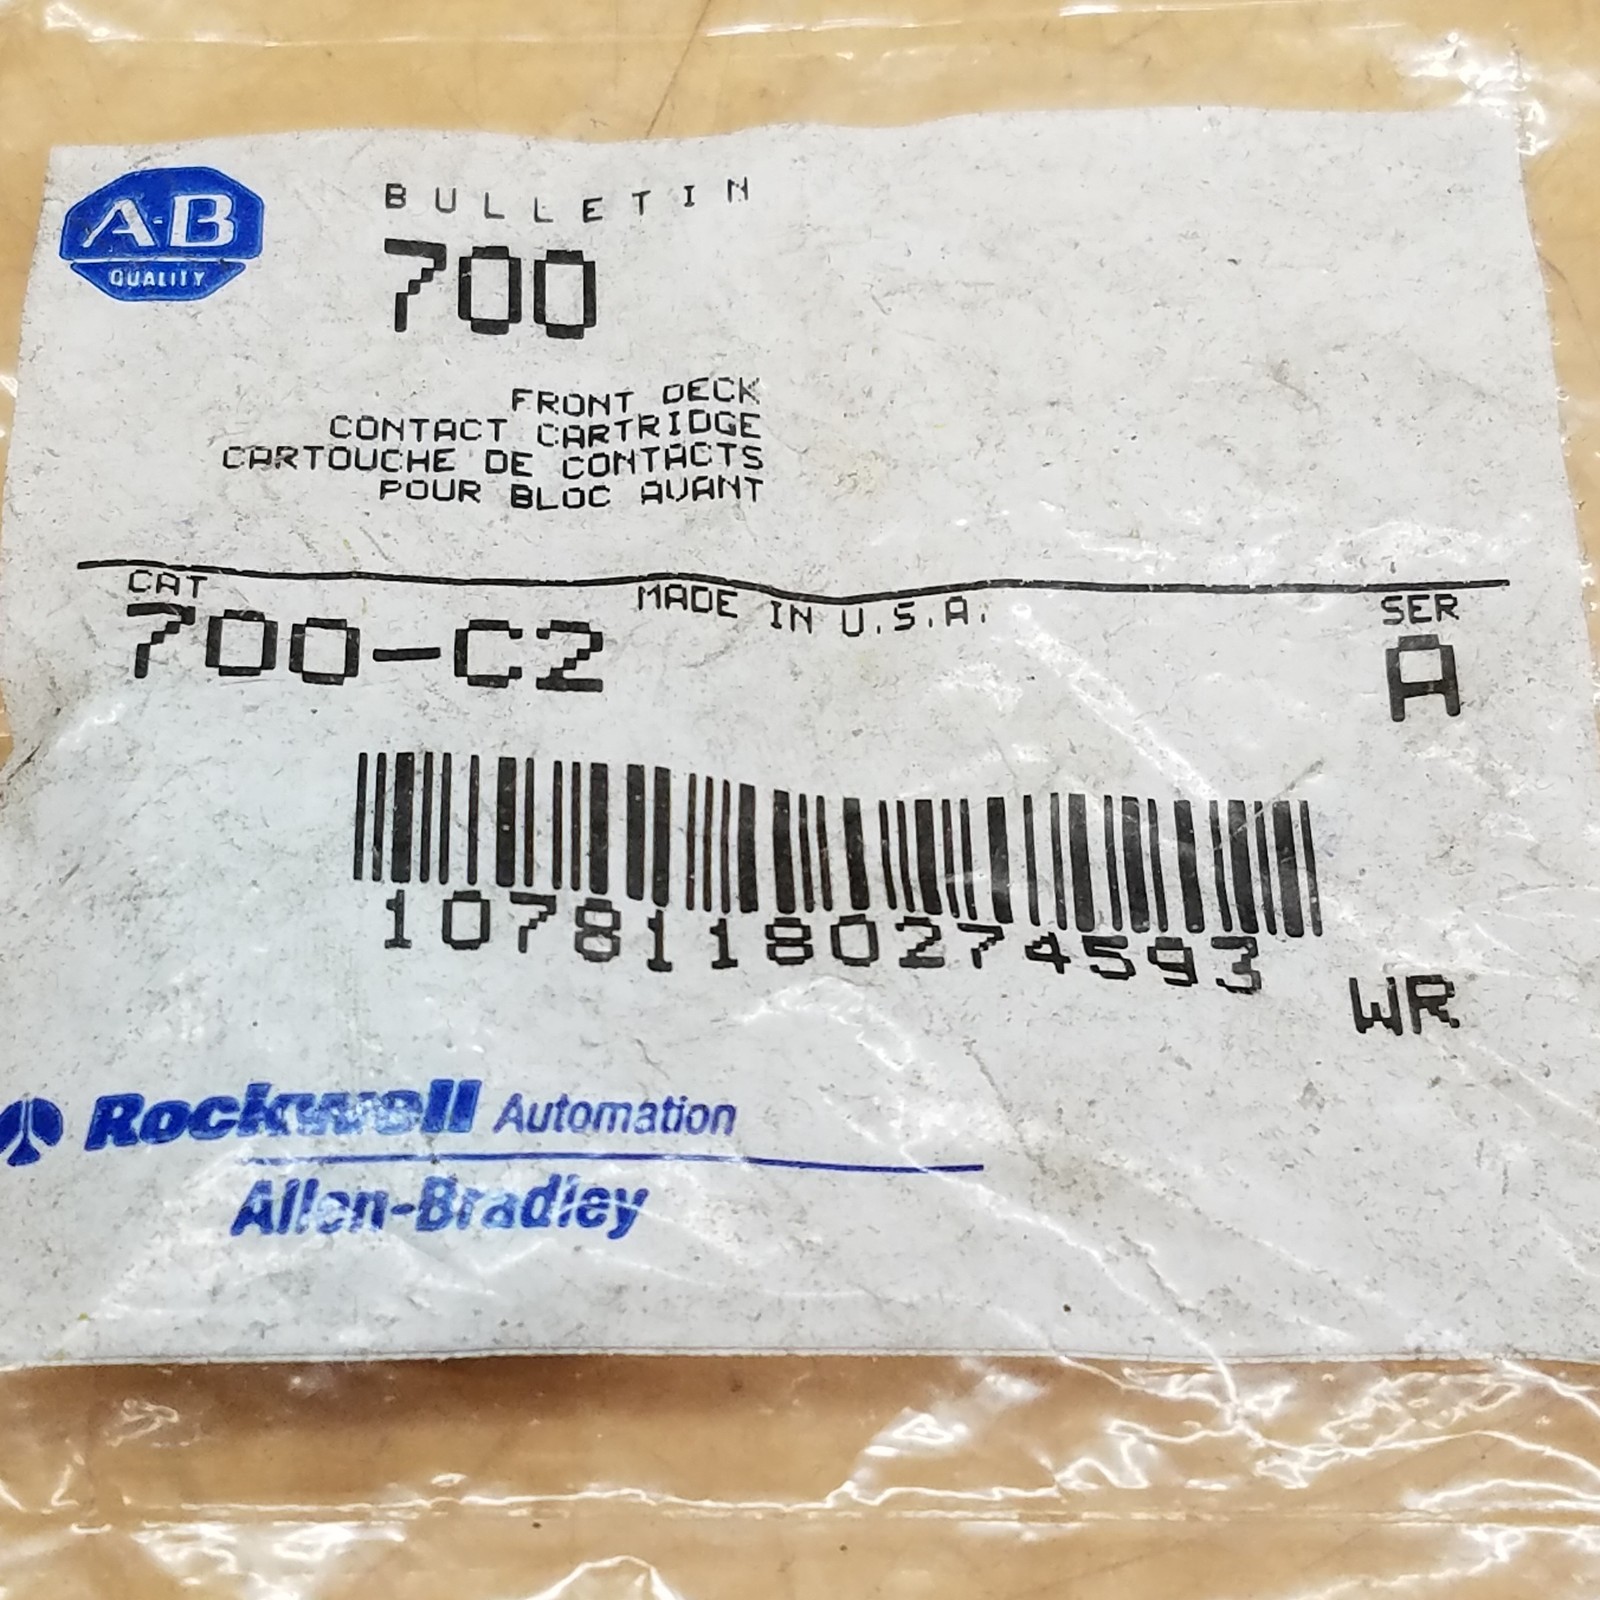 A-B
QUALITY
BULLETIN
700
FRONT DECK
CONTACT CARTRIDGE
CARTOUCHE DE CONTACTS
POUR BLOC AVANT
CAT MADE IN U.S.A. SER
700-C2 A
10781180274593
WR
Rockwell Automation
Allen-Bradley